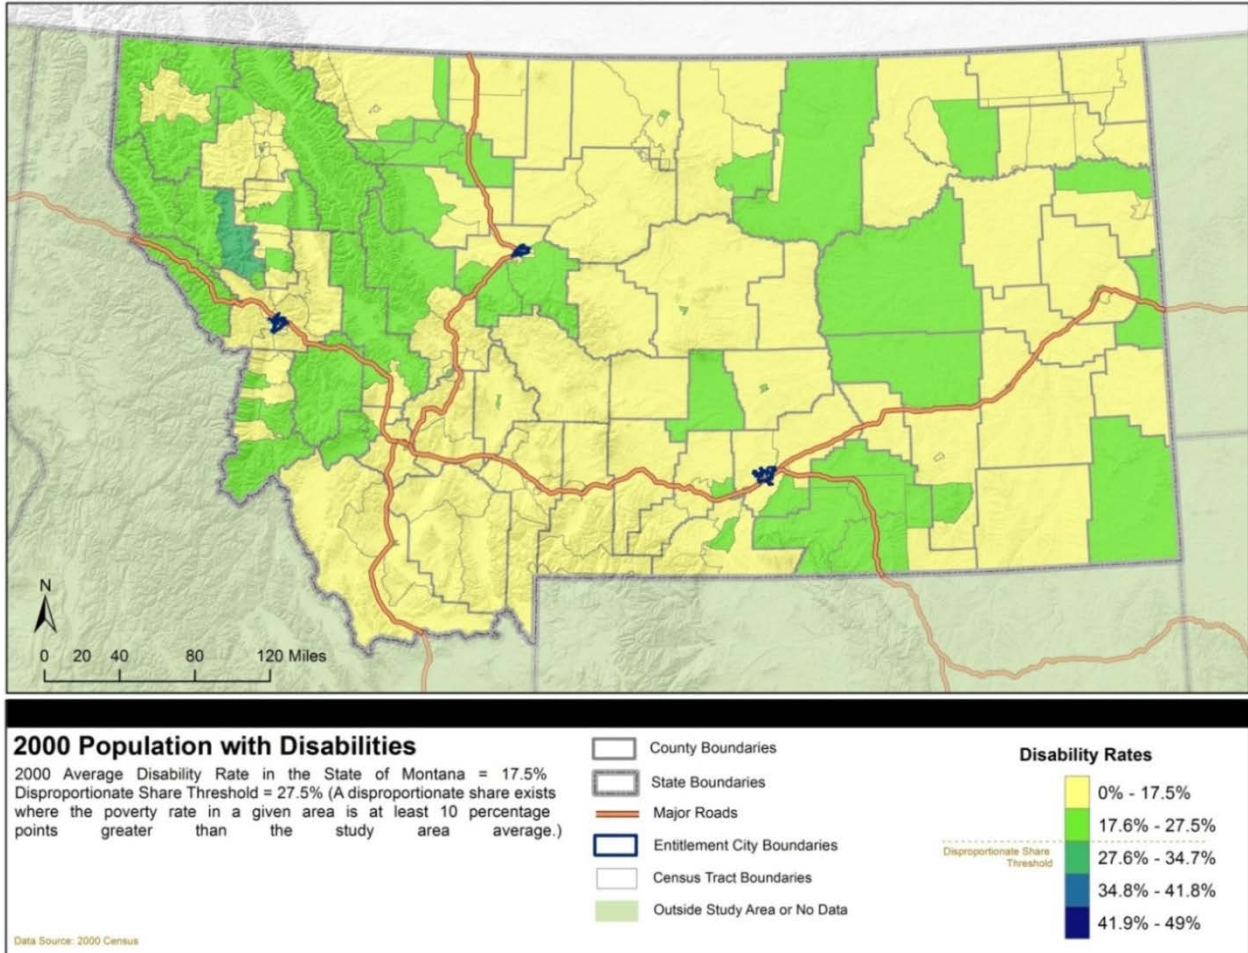 N
0 20 40 80 120 Miles
2000 Population with Disabilities
2000 Average Disability Rate in the State of Montana = 17.5%
Disproportionate Share Threshold = 27.5% (A disproportionate share exists
where the poverty rate in a given area is at least 10 percentage
points greater than the study area average.)
Data Source: 2000 Census
County Boundaries
State Boundaries
Major Roads
Entitlement City Boundaries
Census Tract Boundaries
Outside Study Area or No Data
Disability Rates
0% - 17.5%
17.6% - 27.5%
Disproportionate Share
Threshold
27.6% - 34.7%
34.8% - 41.8%
41.9% - 49%